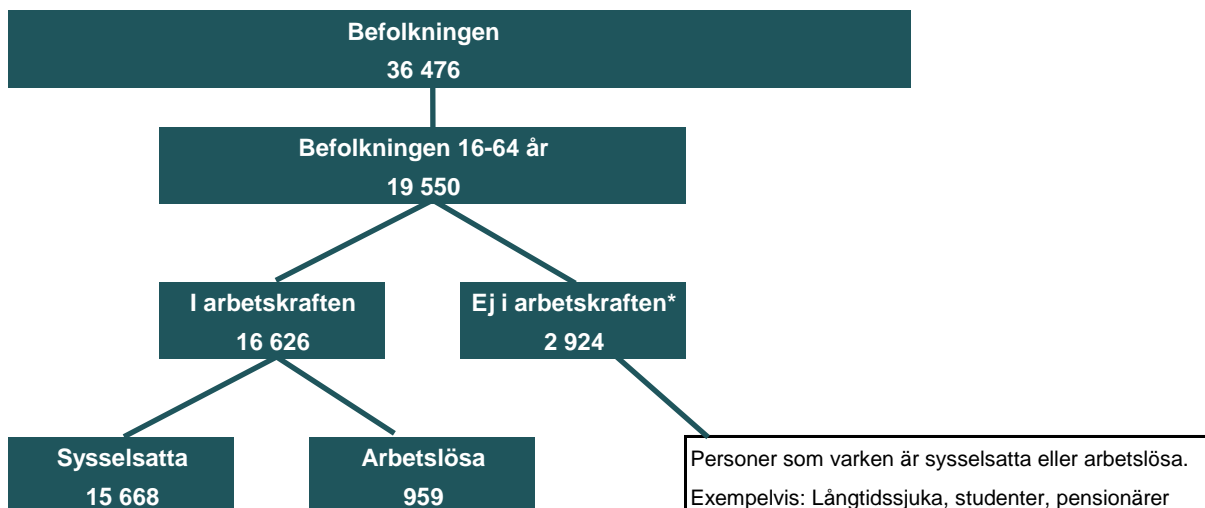 Befolkningen
36 476
Befolkningen 16-64 år
19 550
I arbetskraften
16 626
Ej i arbetskraften*
2 924
Sysselsatta
15 668
Arbetslösa
959
Personer som varken är sysselsatta eller arbetslösa.
Exempelvis: Långtidssjuka, studenter, pensionärer